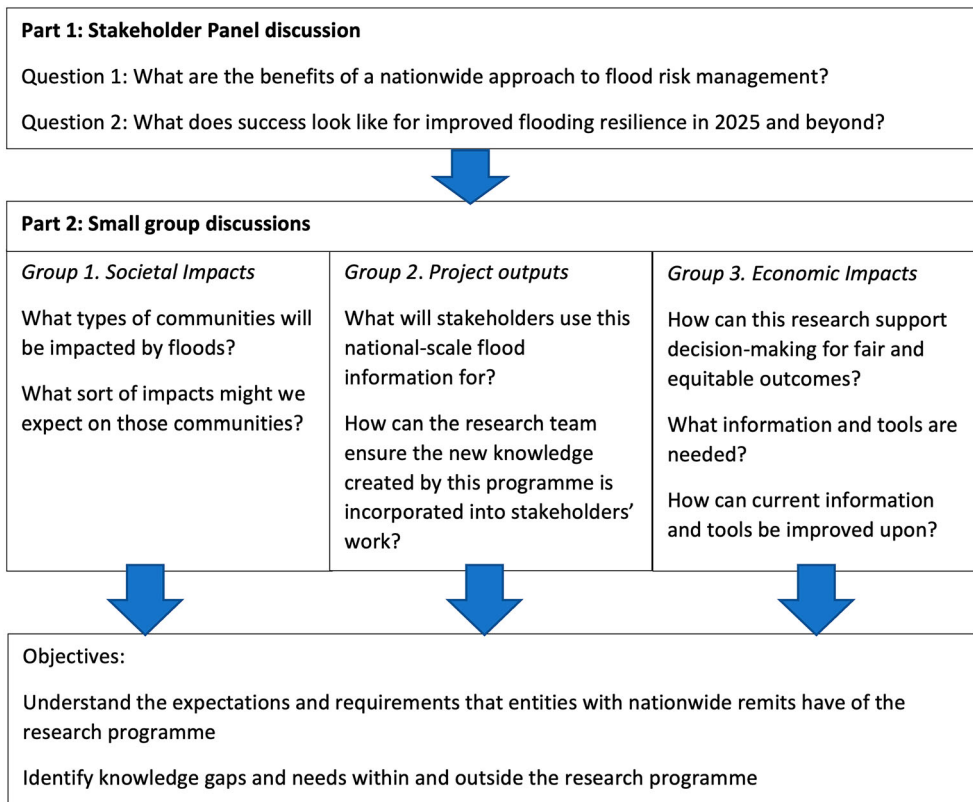 Part 1: Stakeholder Panel discussion
Question 1: What are the benefits of a nationwide approach to flood risk management?
Question 2: What does success look like for improved flooding resilience in 2025 and beyond?
Part 2: Small group discussions
Group 1. Societal Impacts
What types of communities will
be impacted by floods?
What sort of impacts might we
expect on those communities?
Group 2. Project outputs
What will stakeholders use this
national-scale flood
information for?
How can the research team
ensure the new knowledge
created by this programme is
incorporated into stakeholders’
work?
Group 3. Economic Impacts
How can this research support
decision-making for fair and
equitable outcomes?
What information and tools are
needed?
How can current information
and tools be improved upon?
Objectives:
Understand the expectations and requirements that entities with nationwide remits have of the
research programme
Identify knowledge gaps and needs within and outside the research programme